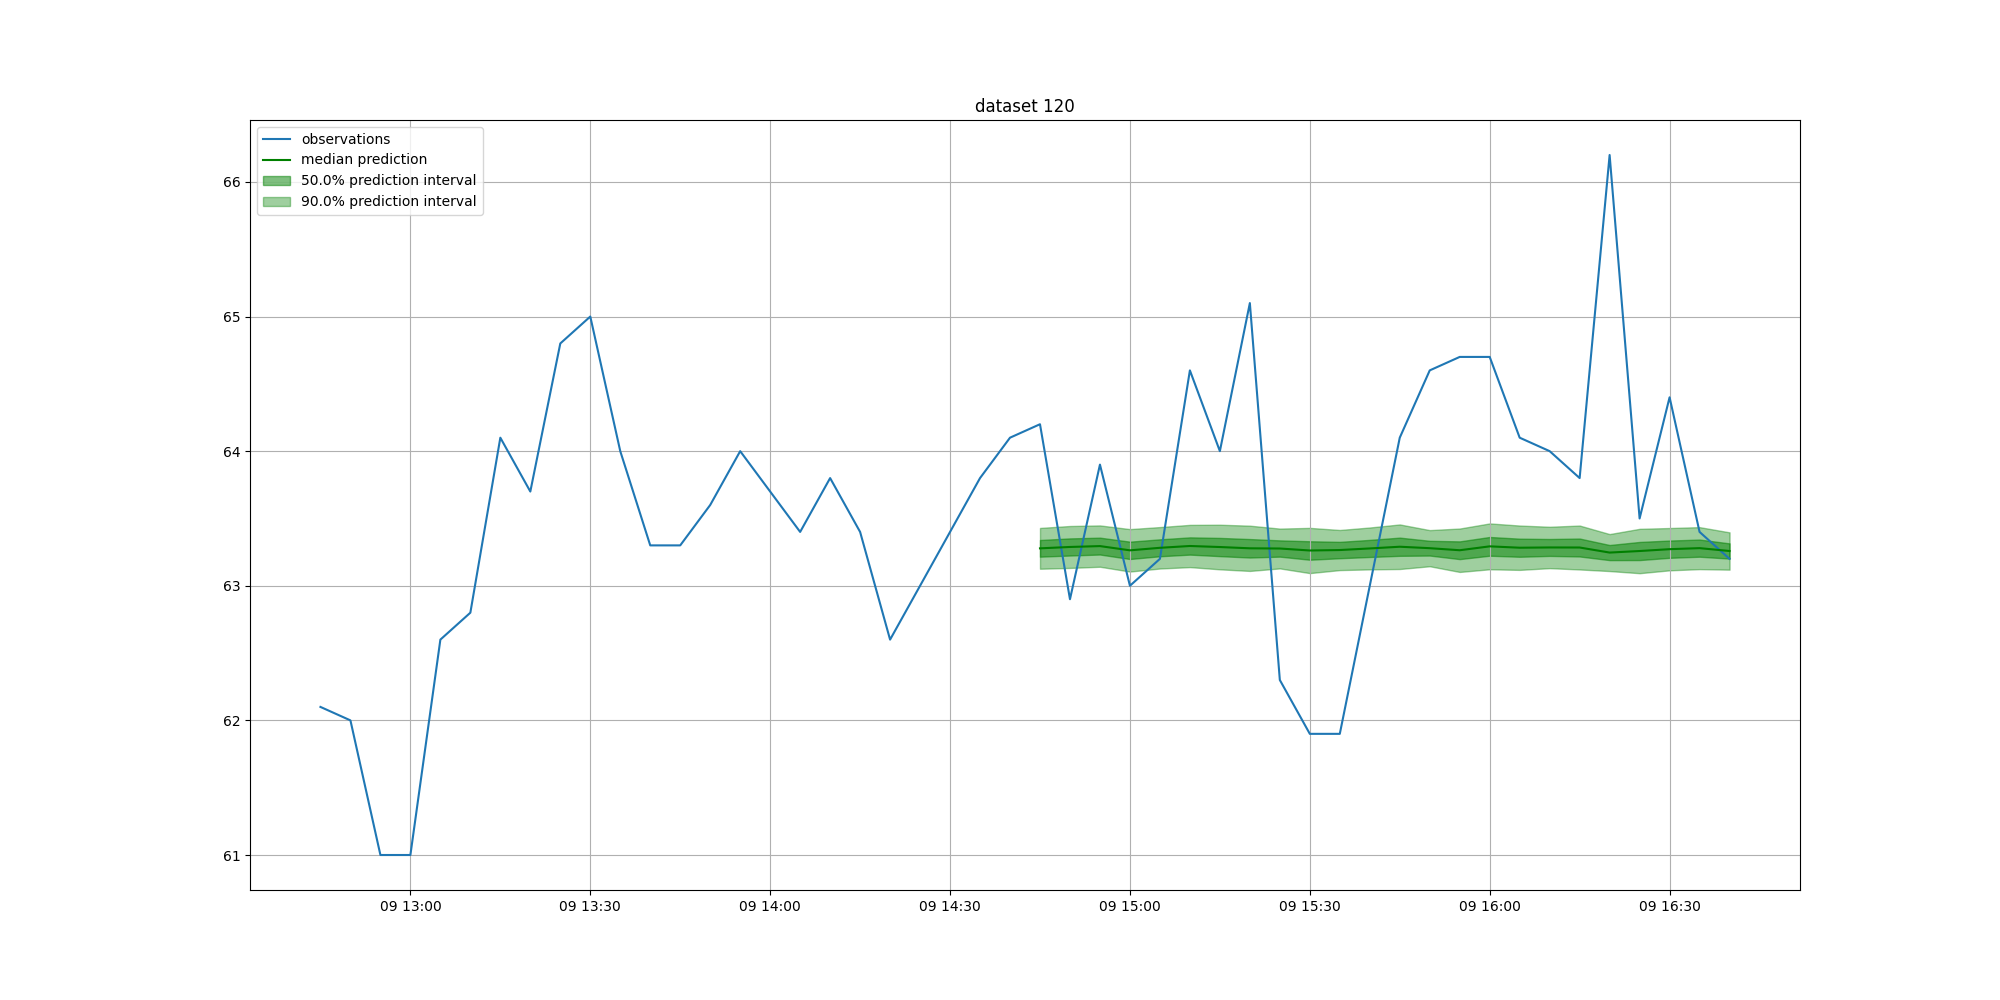 dataset 120
observations
median prediction
50.0% prediction interval
90.0% prediction interval
66
65
64
63
62
61
09 13:00
09 13:30
09 14:00
09 14:30
09 15:00
09 15:30
09 16:00
09 16:30